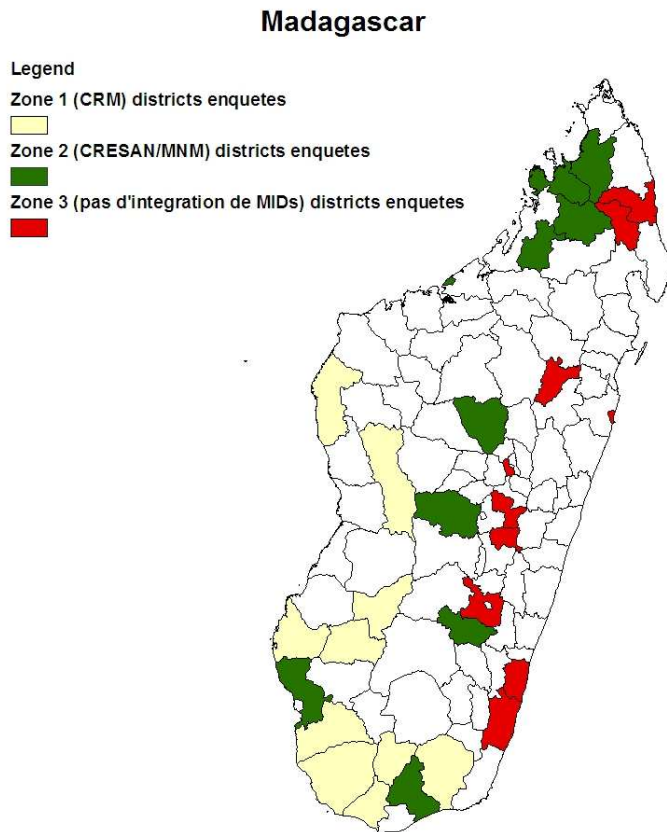 Madagascar
Legend
Zone 1 (CRM) districts enquetes
Zone 2 (CRESAN/MNM) districts enquetes
Zone 3 (pas d'integration de MIDs) districts enquetes